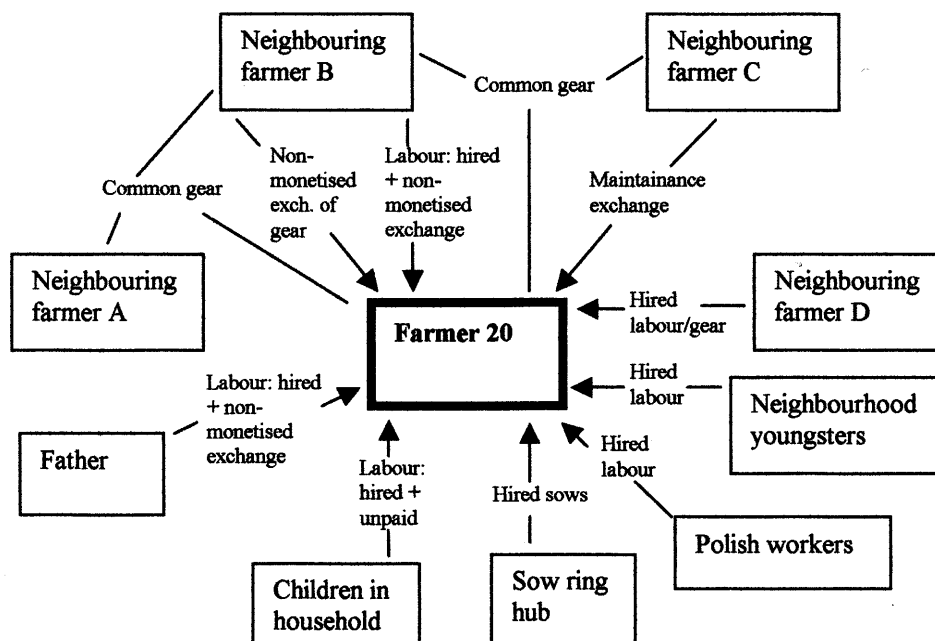 Neighbouring
farmer B
Neighbouring
farmer C
Common gear
Non-
monetised
exch. of
gear
Labour: hired
+ non-
monetised
exchange
Maintainance
exchange
Common gear
Neighbouring
farmer A
Neighbouring
farmer D
Hired
labour/gear
Farmer 20
Hired
labour
Neighbourhood
youngsters
Labour: hired
+ non-
monetised
exchange
Father
Hired
labour
Labour:
hired +
unpaid
Hired sows
Polish workers
Children in
household
Sow ring
hub